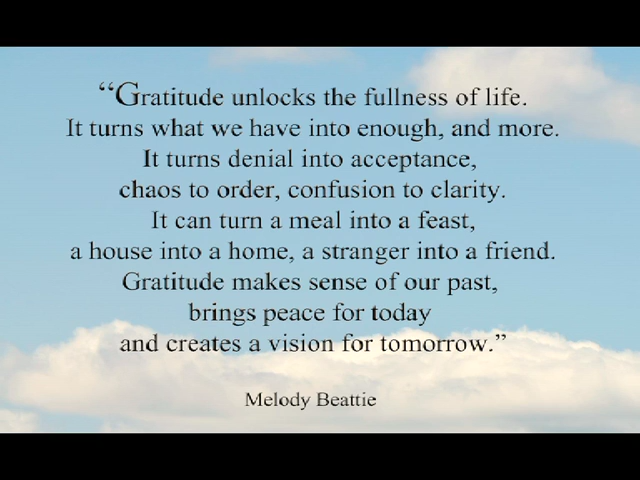 “Gratitude unlocks the fullness of life.
It turns what we have into enough, and more.
It turns denial into acceptance,
chaos to order, confusion to clarity.
It can turn a meal into a feast,
a house into a home, a stranger into a friend.
Gratitude makes sense of our past,
brings peace for today
and creates a vision for tomorrow.”
Melody Beattie